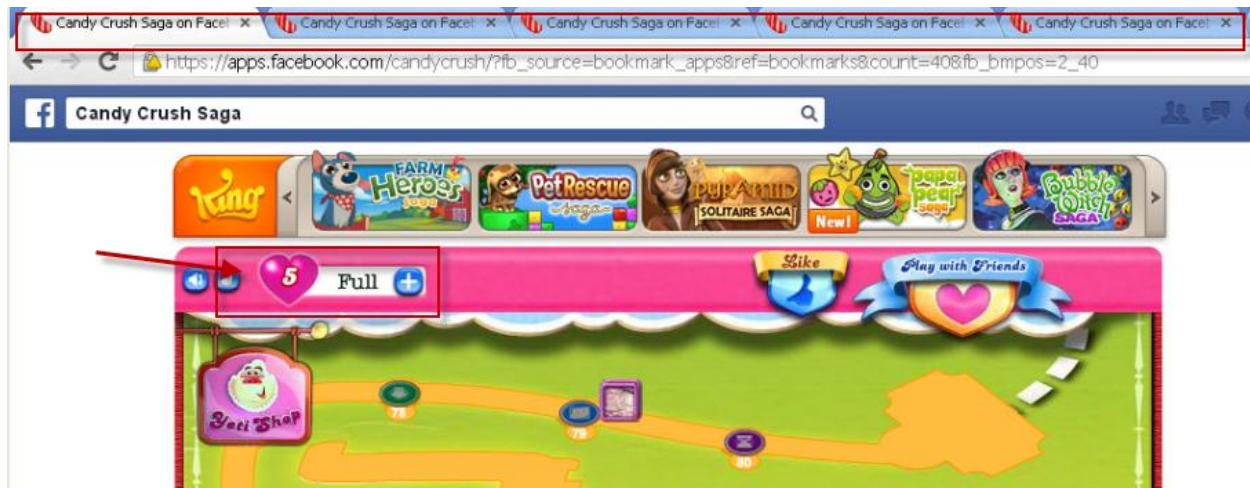 Candy Crush Saga on Facel × Candy Crush Saga on Facel × Candy Crush Saga on Facel × Candy Crush Saga on Facel × Candy Crush Saga on Facel ×
https://apps.facebook.com/candycrush/?fb_source=bookmark_apps&ref=bookmarks&count=40&fb_bmpos=2_40
f Candy Crush Saga
King
FARM
Heroes
saga
PetRescue
Saga
PYRAMID
SOLITAIRE SAGA
New!
papa
pear
saga
Bubble
Witch
SAGA
5 Full +
Like
Play with Friends
Yeti Shop
78
79
80